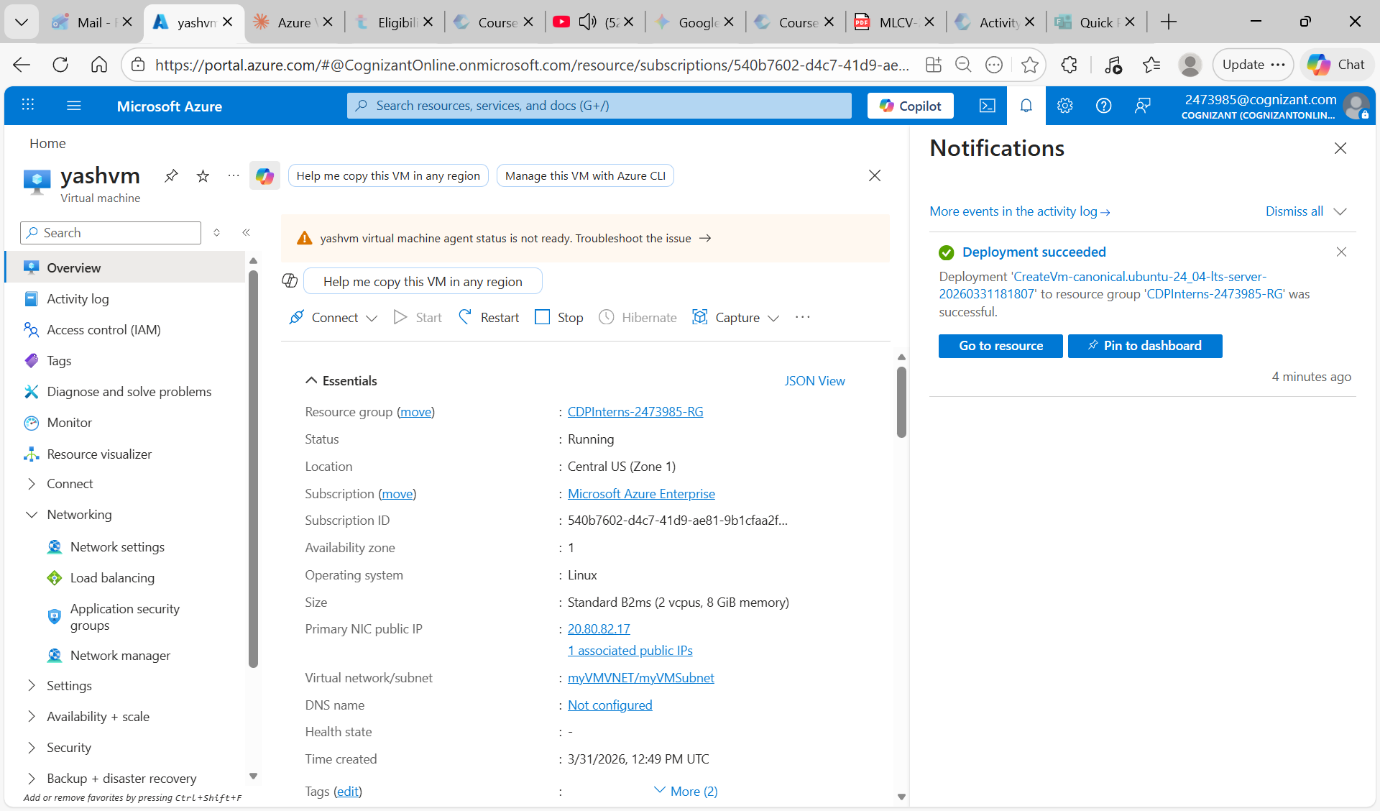 Mail - 
yashvm
Azure V
Eligibili
Course
(52
Google
Course
MLCV-
Activity
Quick
https://portal.azure.com/#@CognizantOnline.onmicrosoft.com/resource/subscriptions/540b7602-d4c7-41d9-ae...
Update
Chat
Microsoft Azure
Search resources, services, and docs (G+/)
Copilot
2473985@cognizant.com
COGNIZANT (COGNIZANTONLIN...
Home
yashvm
Virtual machine
Help me copy this VM in any region
Manage this VM with Azure CLI
Search
Overview
Activity log
Access control (IAM)
Tags
Diagnose and solve problems
Monitor
Resource visualizer
Connect
Networking
Network settings
Load balancing
Application security
groups
Network manager
Settings
Availability + scale
Security
Backup + disaster recovery
Add or remove favorites by pressing Ctrl+Shift+F
yashvm virtual machine agent status is not ready. Troubleshoot the issue →
Help me copy this VM in any region
Connect Start Restart Stop Hibernate Capture ...
Essentials JSON View
Resource group (move) : CDPInterns-2473985-RG
Status : Running
Location : Central US (Zone 1)
Subscription (move) : Microsoft Azure Enterprise
Subscription ID : 540b7602-d4c7-41d9-ae81-9b1cfaa2f...
Availability zone : 1
Operating system : Linux
Size : Standard B2ms (2 vcpus, 8 GiB memory)
Primary NIC public IP : 20.80.82.17
1 associated public IPs
Virtual network/subnet : myVMVNET/myVMSubnet
DNS name : Not configured
Health state : -
Time created : 3/31/2026, 12:49 PM UTC
Tags (edit) :
More (2)
Notifications
More events in the activity log →
Dismiss all
Deployment succeeded
Deployment 'CreateVm-canonical.ubuntu-24_04-lts-server-
20260331181807' to resource group 'CDPInterns-2473985-RG' was
successful.
Go to resource
Pin to dashboard
4 minutes ago